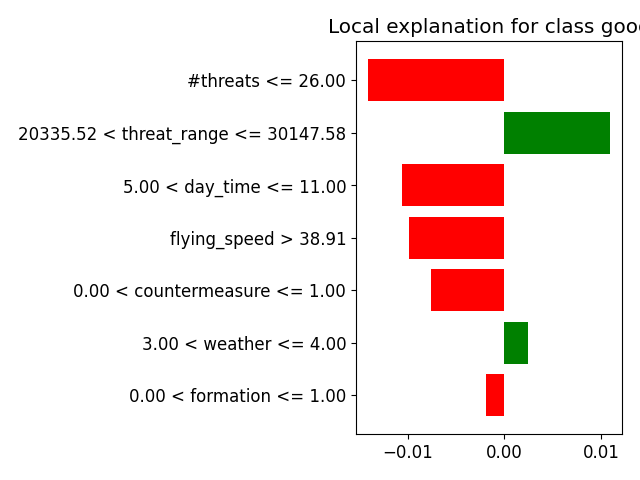 Local explanation for class good
#threats <= 26.00
20335.52 < threat_range <= 30147.58
5.00 < day_time <= 11.00
flying_speed > 38.91
0.00 < countermeasure <= 1.00
3.00 < weather <= 4.00
0.00 < formation <= 1.00
−0.01 0.00 0.01